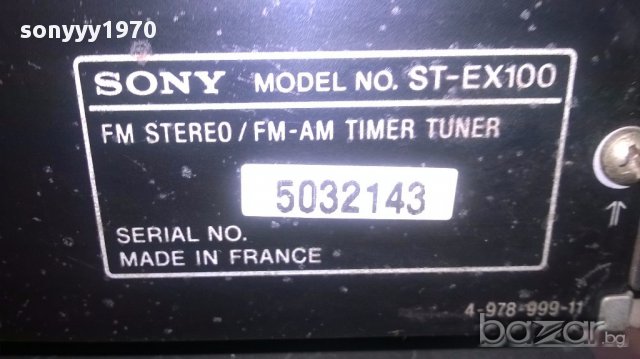 sonyyy1970
SONY MODEL NO. ST-EX100
FM STEREO / FM-AM TIMER TUNER
5032143
SERIAL NO.
MADE IN FRANCE
4-978-999-11
bazar.bg